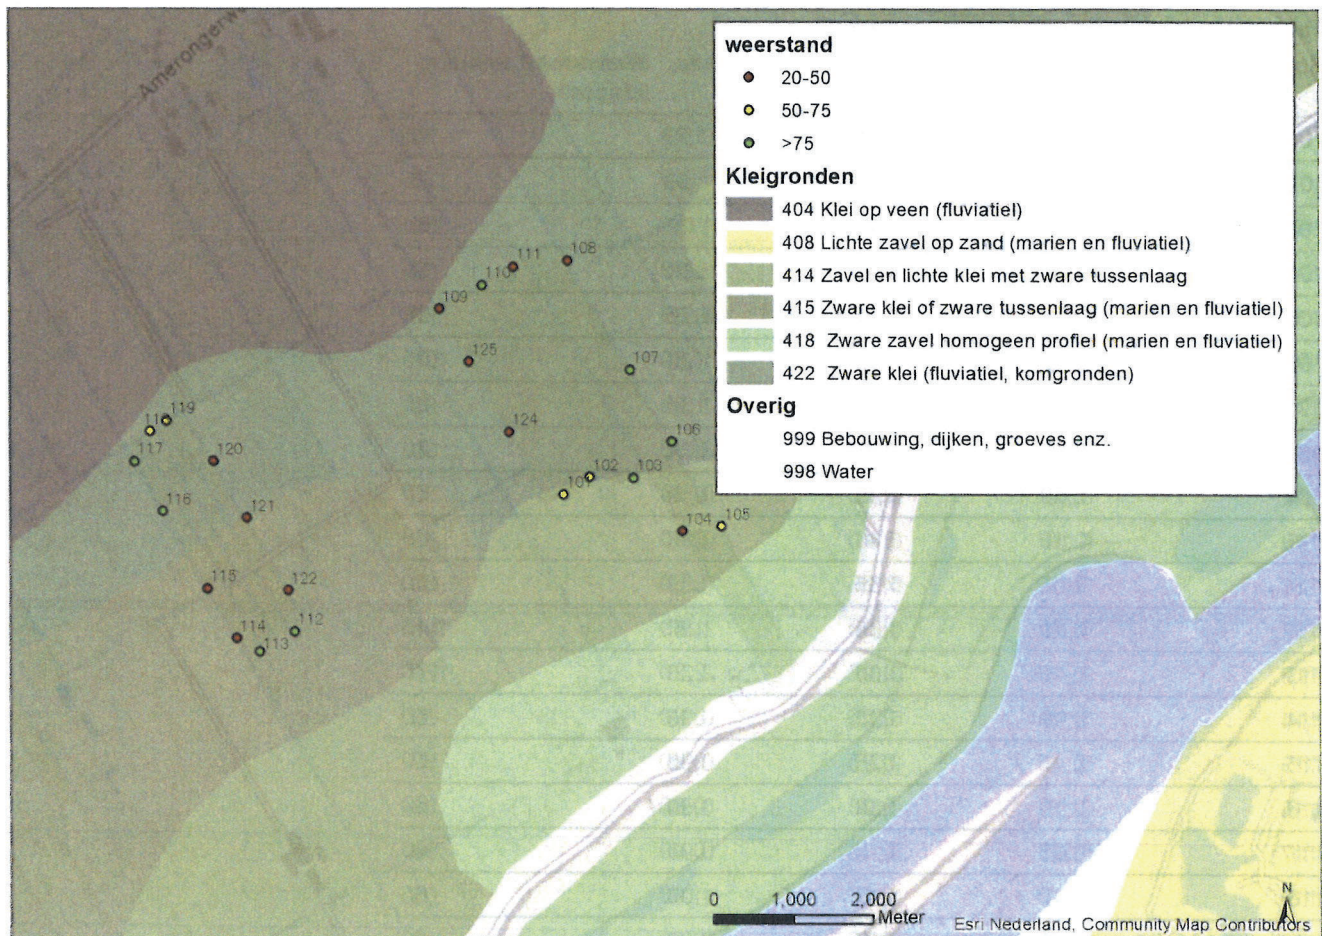 Amerongerw
weerstand
20-50
50-75
>75
Kleigronden
404 Klei op veen (fluviatiel)
408 Lichte zavel op zand (marien en fluviatiel)
414 Zavel en lichte klei met zware tussenlaag
415 Zware klei of zware tussenlaag (marien en fluviatiel)
418 Zware zavel homogeen profiel (marien en fluviatiel)
422 Zware klei (fluviatiel, komgronden)
Overig
999 Bebouwing, dijken, groeves enz.
998 Water
108
111
110
109
125
107
119
118
124
106
117
120
102
103
101
116
121
104
105
115
122
112
114
113
0 1,000 2,000
Meter
N
Esri Nederland, Community Map Contributors